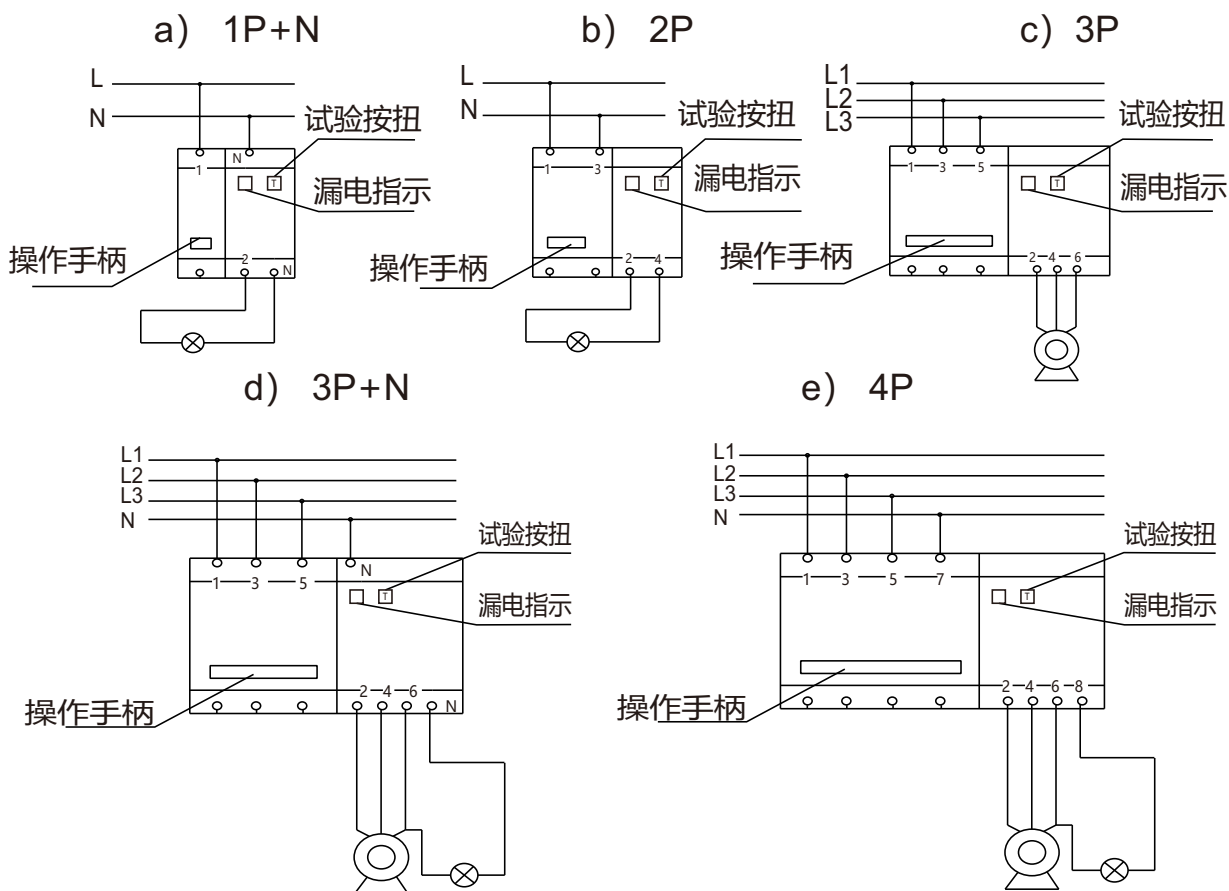 a) 1P+N
L
N
试验按扭
N
1
T
漏电指示
操作手柄
2
N
b) 2P
L
N
试验按扭
1 3
T
漏电指示
操作手柄
2 4
c) 3P
L1
L2
L3
试验按扭
1 3 5
T
漏电指示
操作手柄
2 4 6
d) 3P+N
L1
L2
L3
N
试验按扭
N
1 3 5
T
漏电指示
操作手柄
2 4 6
N
e) 4P
L1
L2
L3
N
试验按扭
1 3 5 7
T
漏电指示
操作手柄
2 4 6 8